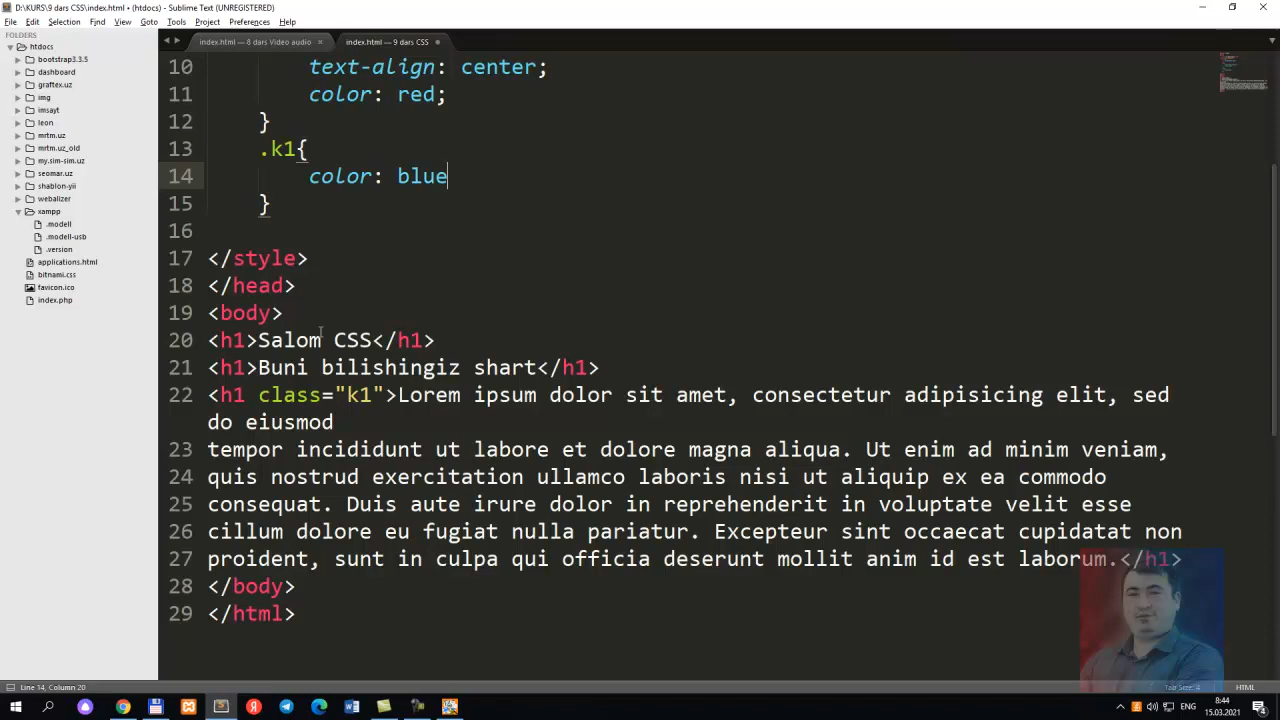 D:\KURS\9 dars CSS\index.html • (htdocs) - Sublime Text (UNREGISTERED)
File Edit Selection Find View Goto Tools Project Preferences Help
FOLDERS
htdocs
bootstrap3.3.5
dashboard
graftex.uz
img
imsayt
leon
mrtm.uz
mrtm.uz_old
my.sim-sim.uz
seomar.uz
shablon-yii
webalizer
xampp
.modell
.modell-usb
.version
applications.html
bitnami.css
favicon.ico
index.php
index.html — 8 dars Video audio × index.html — 9 dars CSS •
10 text-align: center;
11 color: red;
12 }
13 .k1{
14 color: blue
15 }
16
17 </style>
18 </head>
19 <body>
20 <h1>Salom CSS</h1>
21 <h1>Buni bilishingiz shart</h1>
22 <h1 class="k1">Lorem ipsum dolor sit amet, consectetur adipisicing elit, sed
do eiusmod
23 tempor incididunt ut labore et dolore magna aliqua. Ut enim ad minim veniam,
24 quis nostrud exercitation ullamco laboris nisi ut aliquip ex ea commodo
25 consequat. Duis aute irure dolor in reprehenderit in voluptate velit esse
26 cillum dolore eu fugiat nulla pariatur. Excepteur sint occaecat cupidatat non
27 proident, sunt in culpa qui officia deserunt mollit anim id est laborum.</h1>
28 </body>
29 </html>
Line 14, Column 20
Tab Size: 4
HTML
ENG
8:44
15.03.2021